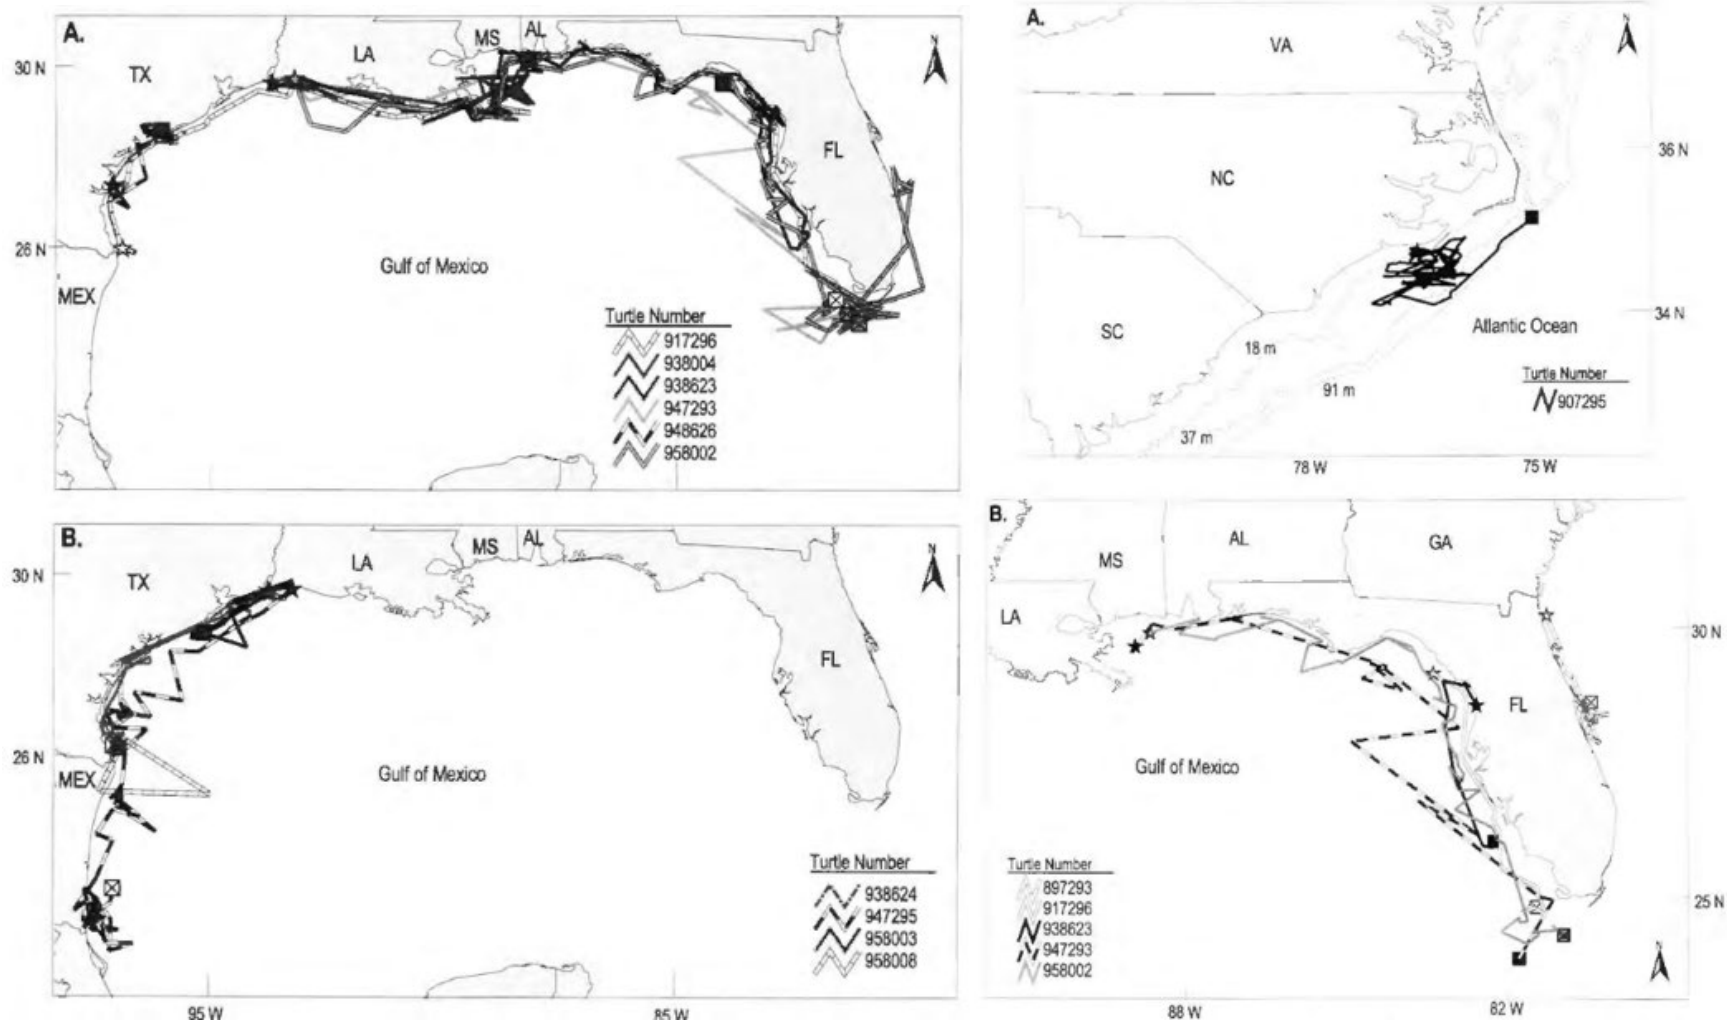 A.
N
30 N
TX
LA
MS
AL
FL
26 N
MEX
Gulf of Mexico
Turtle Number
917296
938004
938623
947293
948626
958002
A.
N
VA
36 N
NC
34 N
SC
Atlantic Ocean
18 m
91 m
37 m
Turtle Number
907295
78 W
75 W
B.
N
30 N
TX
LA
MS
AL
FL
26 N
MEX
Gulf of Mexico
Turtle Number
938624
947295
958003
958008
95 W
85 W
B.
MS
AL
GA
LA
30 N
FL
Gulf of Mexico
Turtle Number
897293
917296
938623
947293
958002
25 N
N
88 W
82 W